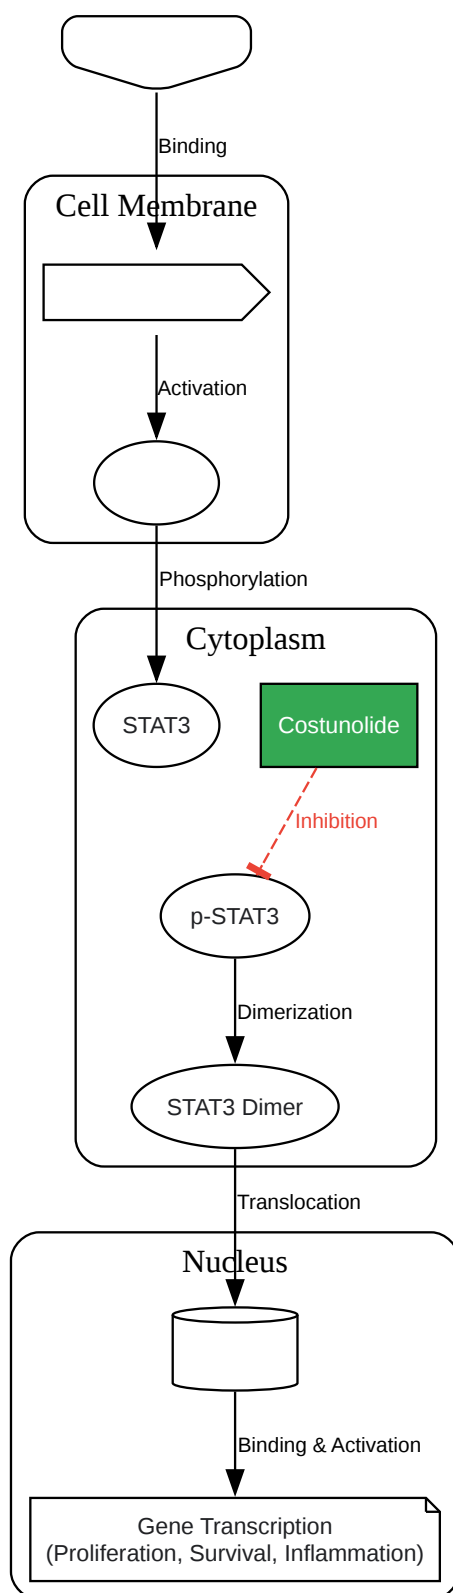 Binding
Cell Membrane
Activation
Phosphorylation
Cytoplasm
STAT3
Costunolide
Inhibition
p-STAT3
Dimerization
STAT3 Dimer
Translocation
Nucleus
Binding & Activation
Gene Transcription
(Proliferation, Survival, Inflammation)